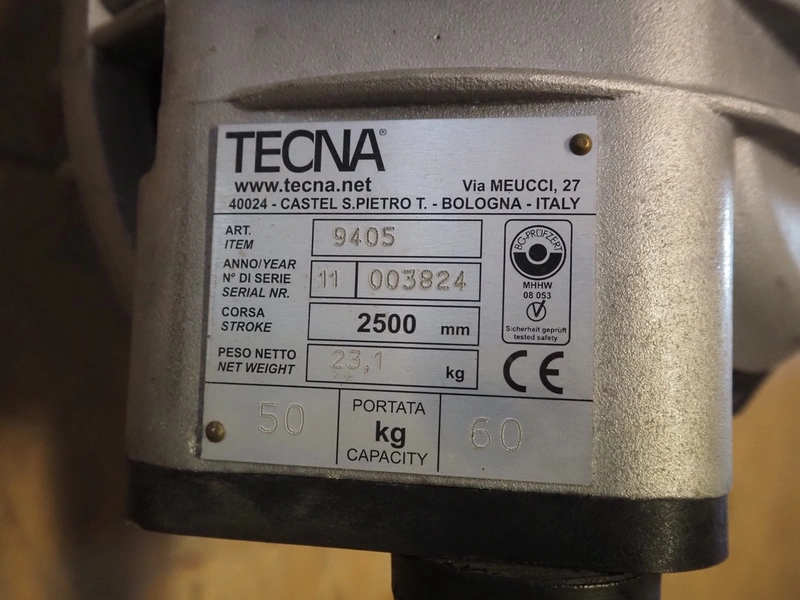 TECNA®
www.tecna.net Via MEUCCI, 27
40024 - CASTEL S.PIETRO T. - BOLOGNA - ITALY
ART.
ITEM
9405
ANNO/YEAR
N° DI SERIE
SERIAL NR.
11 003824
CORSA
STROKE
2500 mm
PESO NETTO
NET WEIGHT
23,1 kg
BG-PRÜFZERT
MHHW
08 053
Sicherheit geprüft
tested safety
CE
50
PORTATA
kg
CAPACITY
60